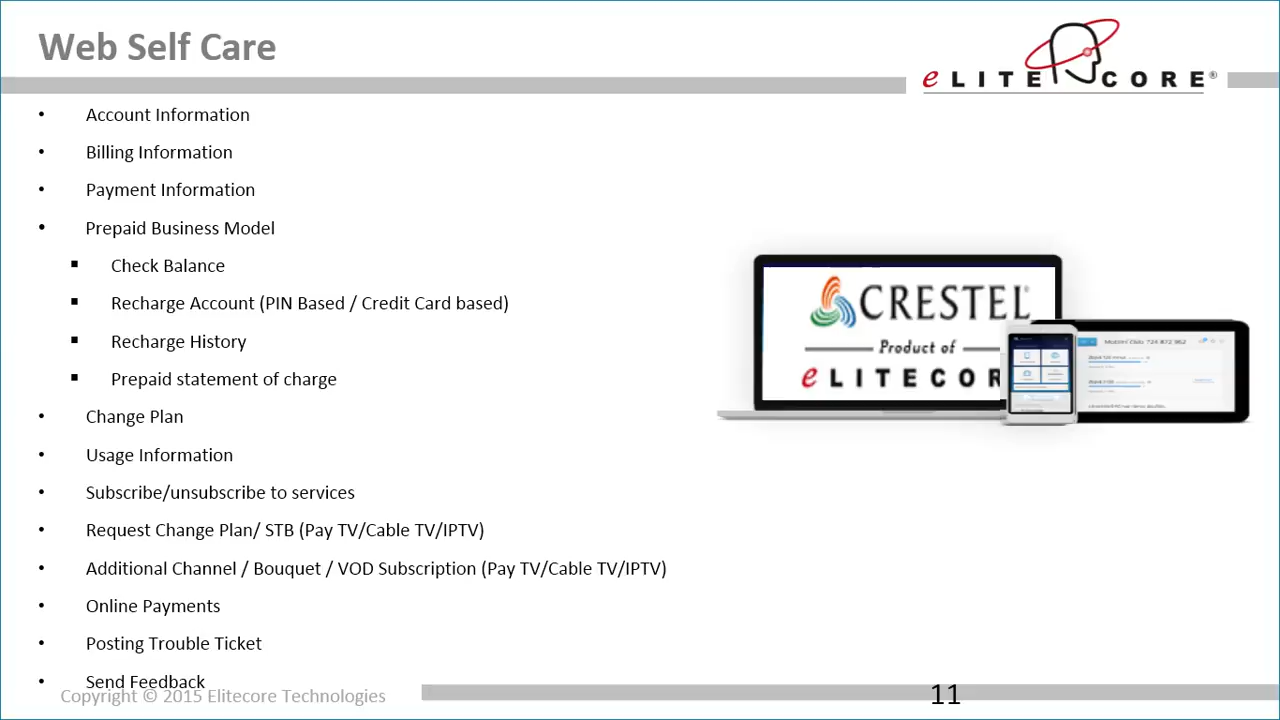 Web Self Care
eLITECORE®
• Account Information
• Billing Information
• Payment Information
• Prepaid Business Model
▪ Check Balance
▪ Recharge Account (PIN Based / Credit Card based)
▪ Recharge History
▪ Prepaid statement of charge
• Change Plan
• Usage Information
• Subscribe/unsubscribe to services
• Request Change Plan/ STB (Pay TV/Cable TV/IPTV)
• Additional Channel / Bouquet / VOD Subscription (Pay TV/Cable TV/IPTV)
• Online Payments
• Posting Trouble Ticket
• Send Feedback
CRESTEL
Product of
eLITECOR
Copyright © 2015 Elitecore Technologies
11